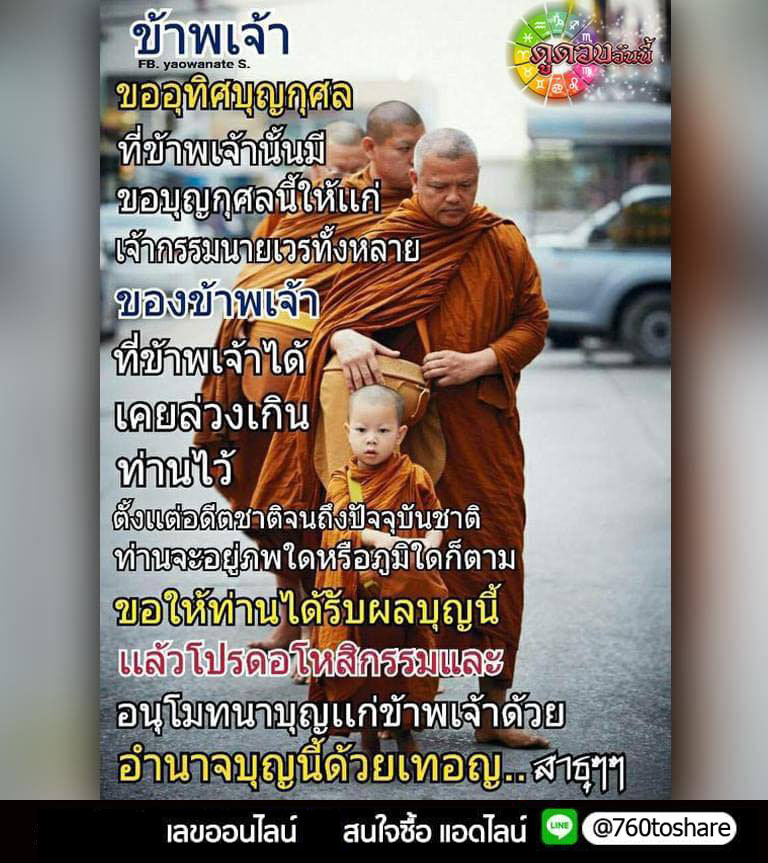 ข้าพเจ้า
FB. yaowanate S.
ดูดวงวันนี้
ขออุทิศบุญกุศล
ที่ข้าพเจ้านั้นมี
ขอบุญกุศลนี้ให้แก่
เจ้ากรรมนายเวรทั้งหลาย
ของข้าพเจ้า
ที่ข้าพเจ้าได้
เคยล่วงเกิน
ท่านไว้
ตั้งแต่อดีตชาติจนถึงปัจจุบันชาติ
ท่านจะอยู่ภพใดหรือภูมิใดก็ตาม
ขอให้ท่านได้รับผลบุญนี้
แล้วโปรดอโหสิกรรมและ
อนุโมทนาบุญแก่ข้าพเจ้าด้วย
อำนาจบุญนี้ด้วยเทอญ.. สาธุๆๆ
เลขออนไลน์ สนใจซื้อ แอดไลน์ LINE @760toshare